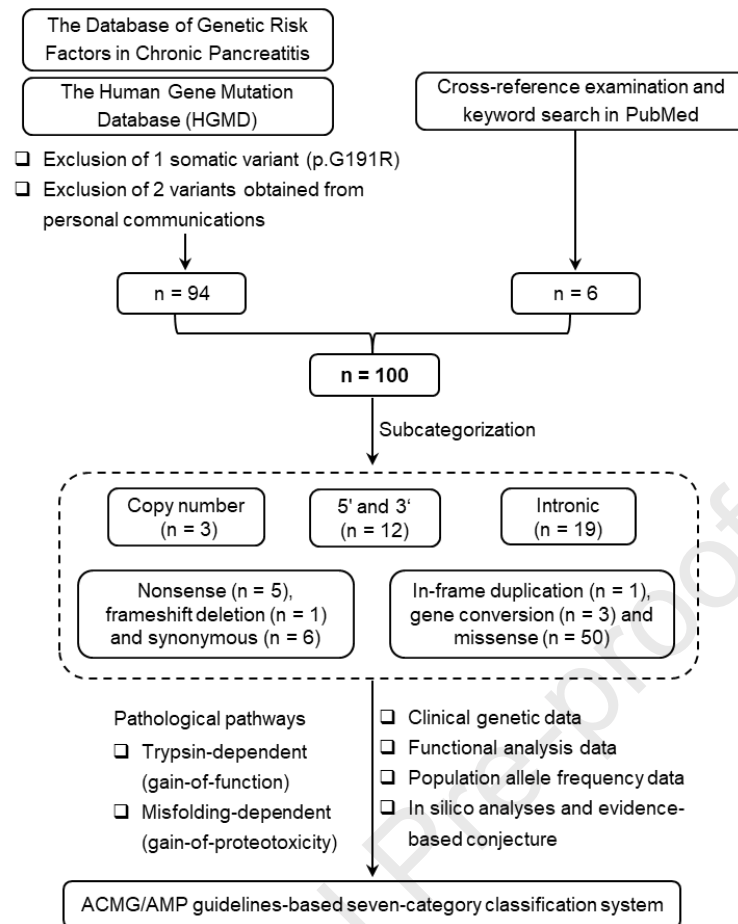 The Database of Genetic Risk
Factors in Chronic Pancreatitis
The Human Gene Mutation
Database (HGMD)
Cross-reference examination and
keyword search in PubMed
❑ Exclusion of 1 somatic variant (p.G191R)
❑ Exclusion of 2 variants obtained from
personal communications
n = 94
n = 6
n = 100
Subcategorization
Copy number
(n = 3)
5' and 3‘
(n = 12)
Intronic
(n = 19)
Nonsense (n = 5),
frameshift deletion (n = 1)
and synonymous (n = 6)
In-frame duplication (n = 1),
gene conversion (n = 3) and
missense (n = 50)
Pathological pathways
❑ Trypsin-dependent
(gain-of-function)
❑ Misfolding-dependent
(gain-of-proteotoxicity)
❑ Clinical genetic data
❑ Functional analysis data
❑ Population allele frequency data
❑ In silico analyses and evidence-
based conjecture
ACMG/AMP guidelines-based seven-category classification system
l Pre-proof